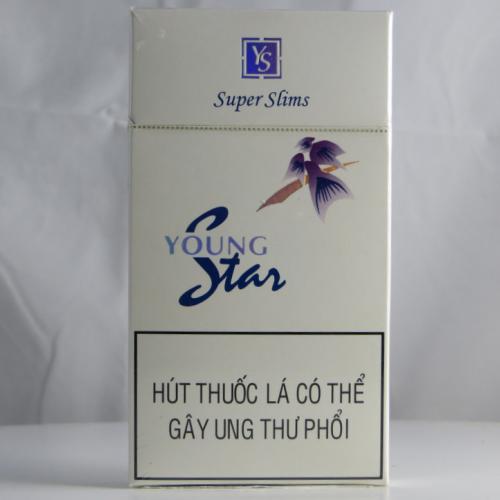 YS
Super Slims
YOUNG
Star
HÚT THUỐC LÁ CÓ THỂ
GÂY UNG THƯ PHỔI